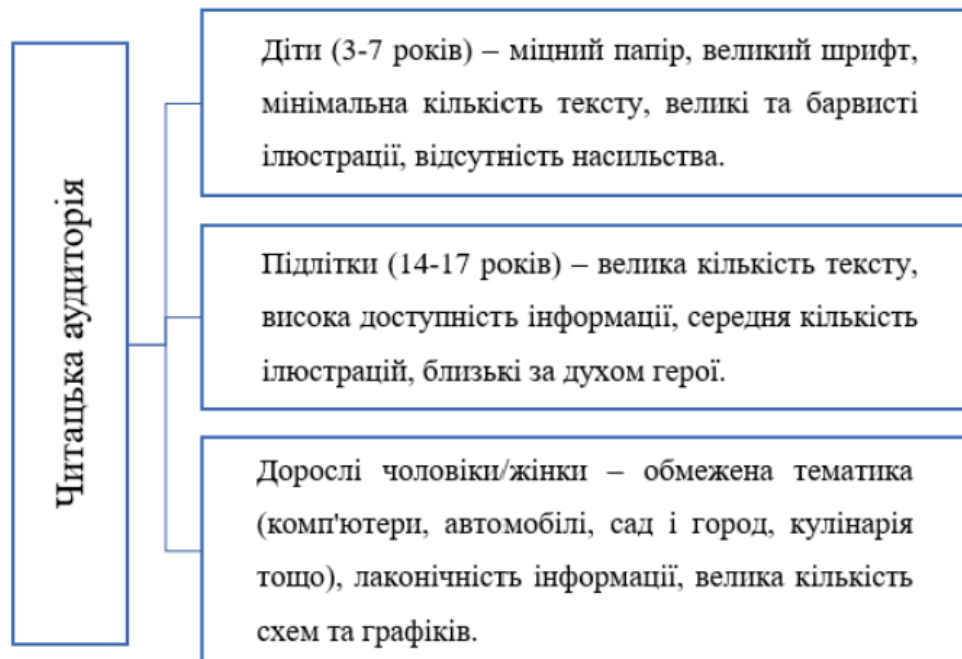 Читацька аудиторія
Діти (3-7 років) – міцний папір, великий шрифт,
мінімальна кількість тексту, великі та барвисті
ілюстрації, відсутність насильства.
Підлітки (14-17 років) – велика кількість тексту,
висока доступність інформації, середня кількість
ілюстрацій, близькі за духом герої.
Дорослі чоловіки/жінки – обмежена тематика
(комп'ютери, автомобілі, сад і город, кулінарія
тощо), лаконічність інформації, велика кількість
схем та графіків.